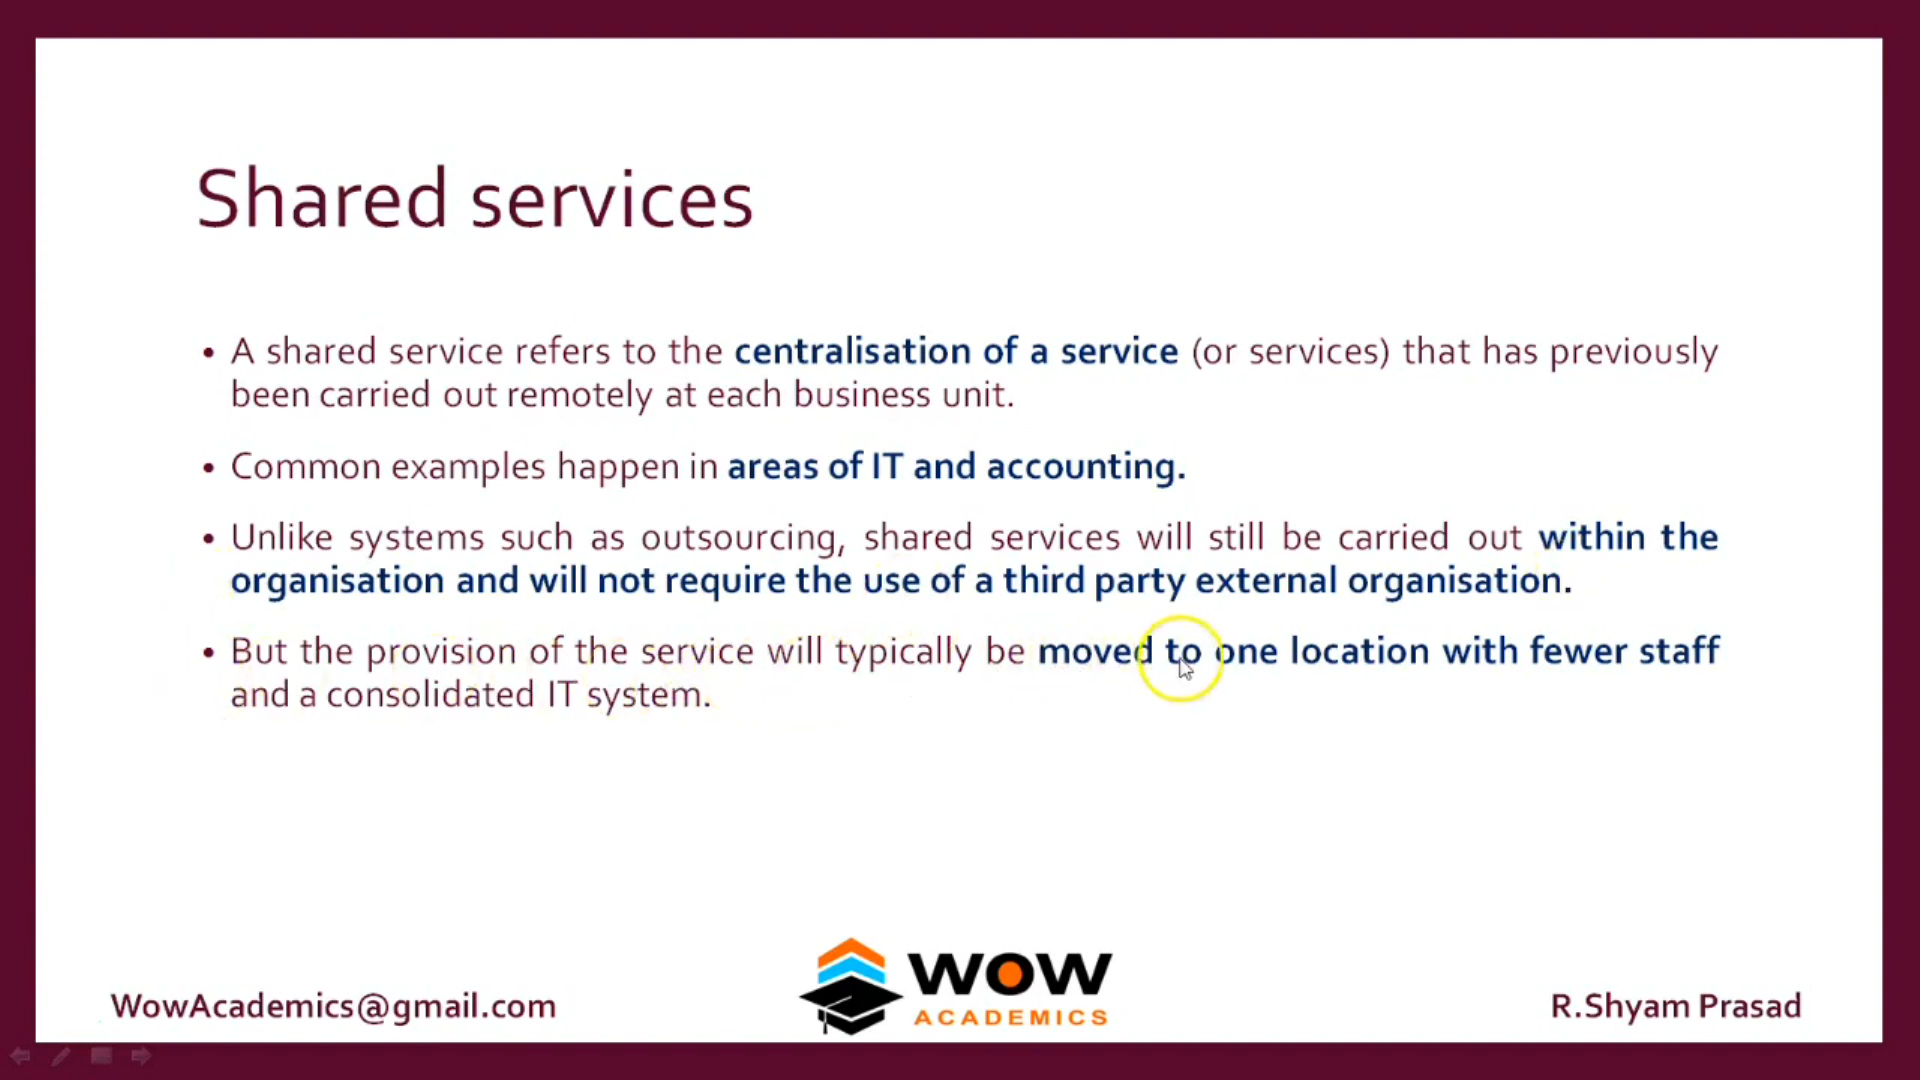 Shared services
• A shared service refers to the centralisation of a service (or services) that has previously
been carried out remotely at each business unit.
• Common examples happen in areas of IT and accounting.
• Unlike systems such as outsourcing, shared services will still be carried out within the
organisation and will not require the use of a third party external organisation.
• But the provision of the service will typically be moved to one location with fewer staff
and a consolidated IT system.
WowAcademics@gmail.com
WOW
ACADEMICS
R.Shyam Prasad